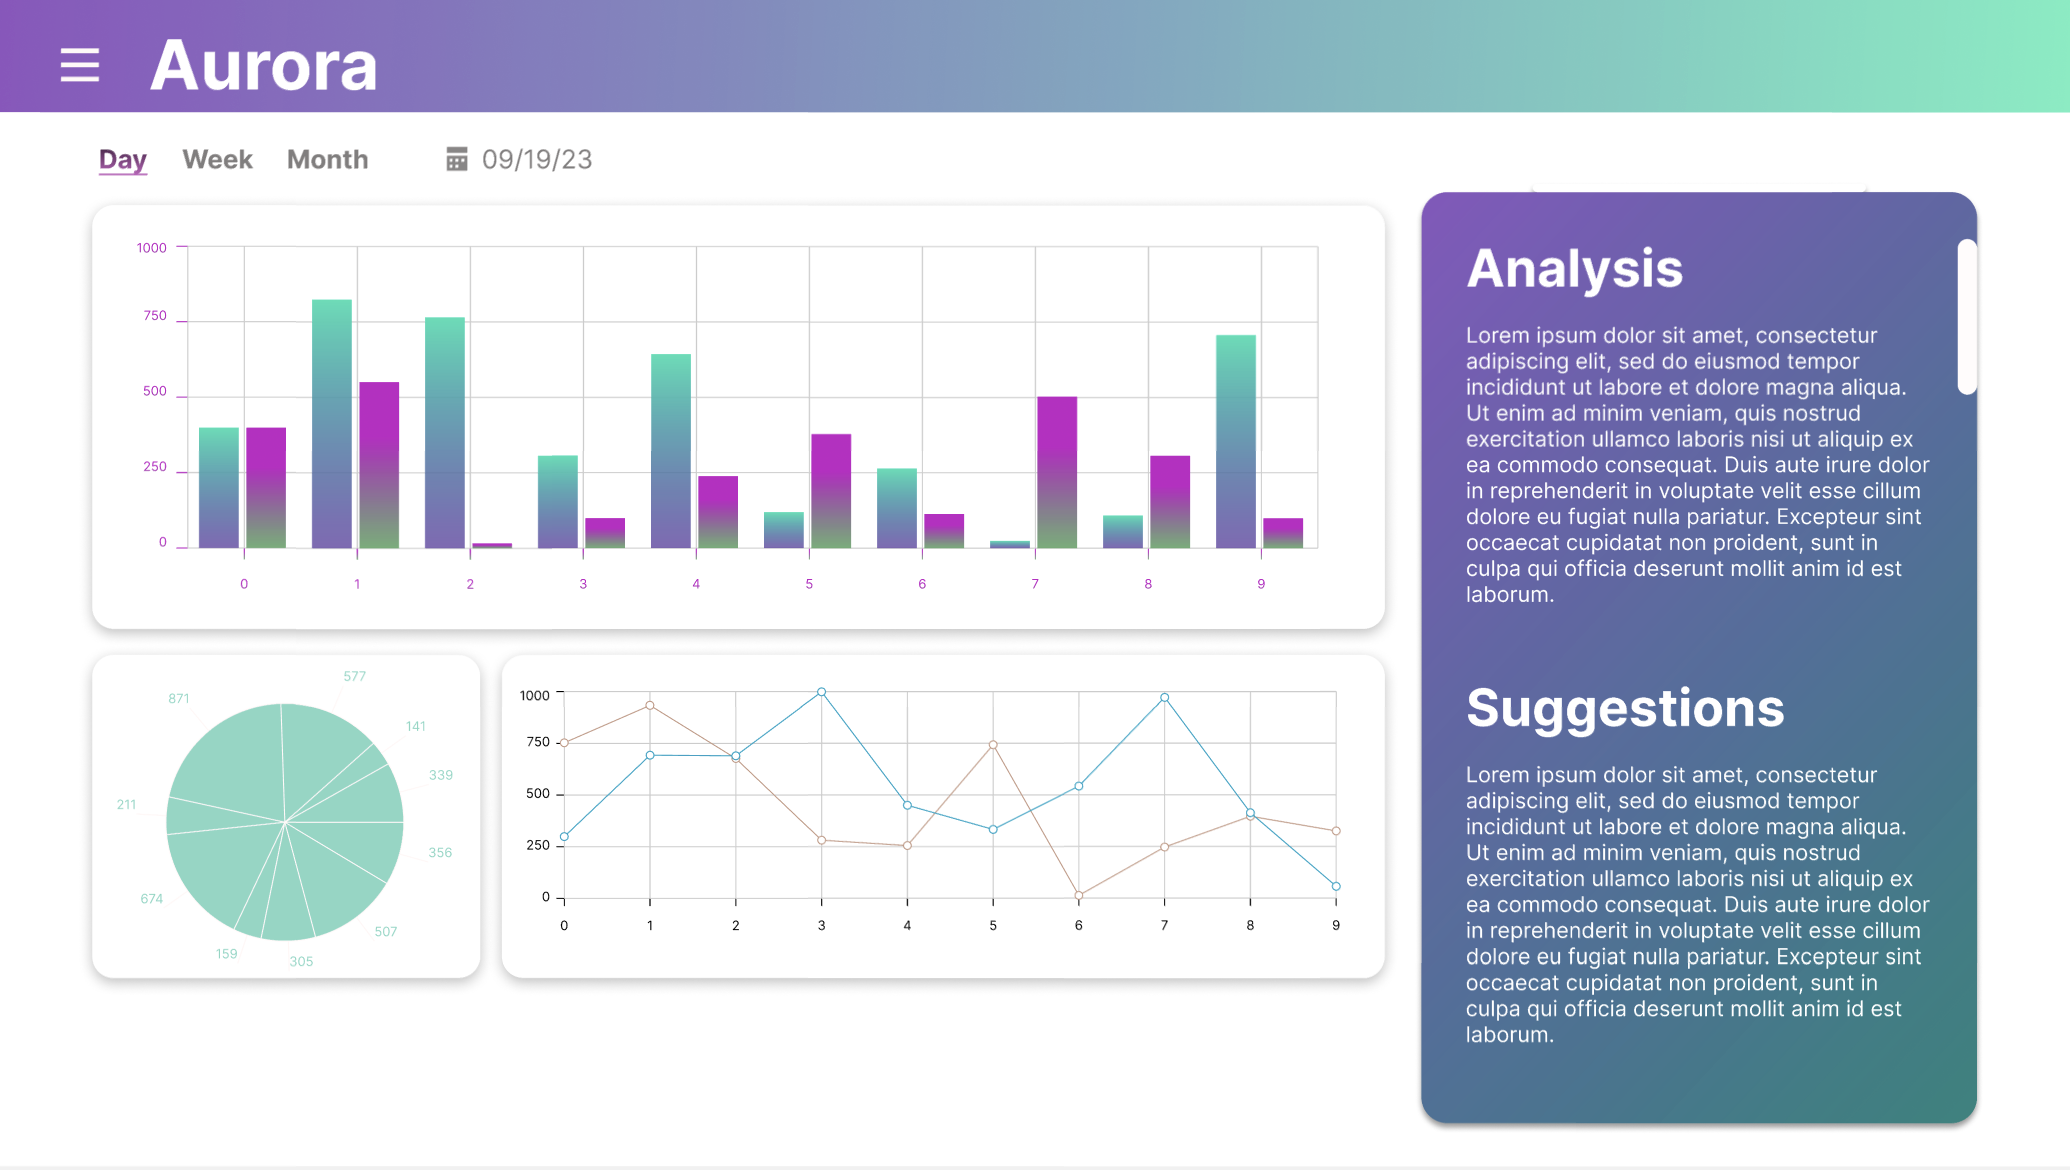 Aurora
Day Week Month 09/19/23
1000
750
500
250
0
0 1 2 3 4 5 6 7 8 9
577
871
141
339
211
356
674
507
159
305
1000
750
500
250
0
0 1 2 3 4 5 6 7 8 9
Analysis
Lorem ipsum dolor sit amet, consectetur
adipiscing elit, sed do eiusmod tempor
incididunt ut labore et dolore magna aliqua.
Ut enim ad minim veniam, quis nostrud
exercitation ullamco laboris nisi ut aliquip ex
ea commodo consequat. Duis aute irure dolor
in reprehenderit in voluptate velit esse cillum
dolore eu fugiat nulla pariatur. Excepteur sint
occaecat cupidatat non proident, sunt in
culpa qui officia deserunt mollit anim id est
laborum.
Suggestions
Lorem ipsum dolor sit amet, consectetur
adipiscing elit, sed do eiusmod tempor
incididunt ut labore et dolore magna aliqua.
Ut enim ad minim veniam, quis nostrud
exercitation ullamco laboris nisi ut aliquip ex
ea commodo consequat. Duis aute irure dolor
in reprehenderit in voluptate velit esse cillum
dolore eu fugiat nulla pariatur. Excepteur sint
occaecat cupidatat non proident, sunt in
culpa qui officia deserunt mollit anim id est
laborum.